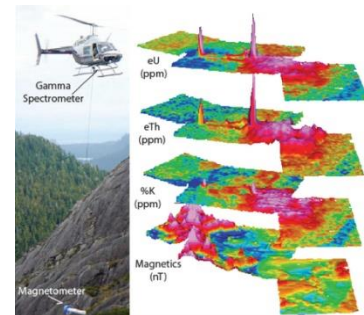 Gamma
Spectrometer
Magnetometer
eU
(ppm)
eTh
(ppm)
%K
(ppm)
Magnetics
(nT)